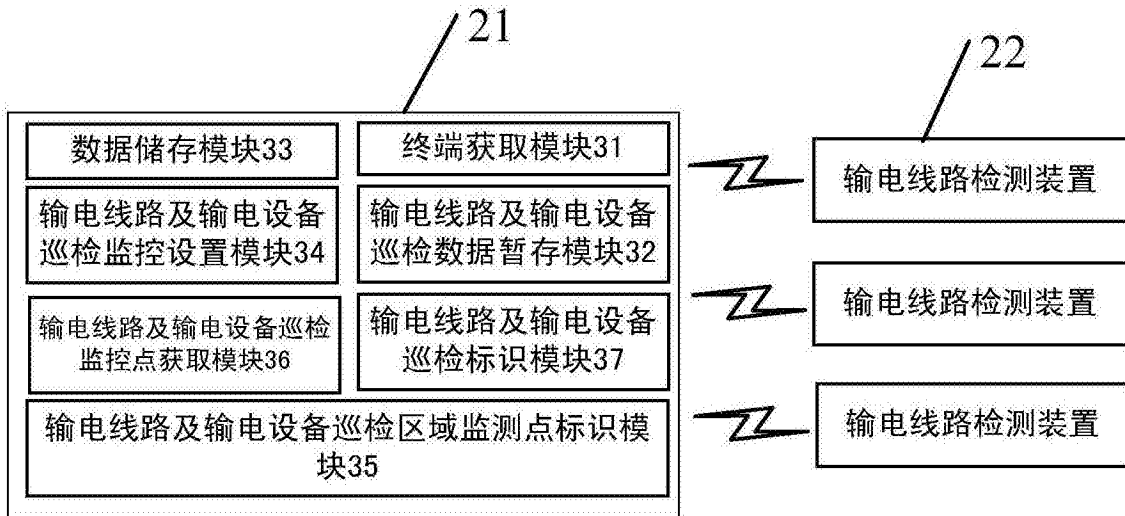 21
22
数据储存模块33
终端获取模块31
输电线路及输电设备
巡检监控设置模块34
输电线路及输电设备
巡检数据暂存模块32
输电线路及输电设备巡检
监控点获取模块36
输电线路及输电设备
巡检标识模块37
输电线路及输电设备巡检区域监测点标识模
块35
输电线路检测装置
输电线路检测装置
输电线路检测装置